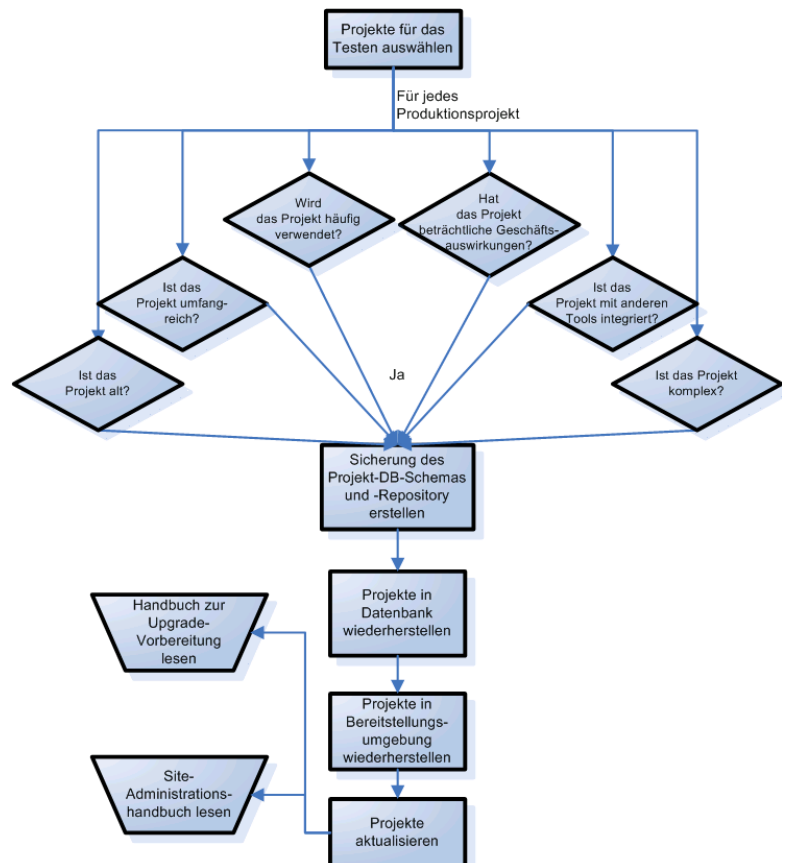 Projekte für das
Testen auswählen
Für jedes
Produktionsprojekt
Wird
das Projekt häufig
verwendet?
Hat
das Projekt
beträchtliche Geschäfts-
auswirkungen?
Ist das
Projekt umfang-
reich?
Ist das
Projekt mit anderen
Tools integriert?
Ist das
Projekt alt?
Ja
Ist das Projekt
komplex?
Sicherung des
Projekt-DB-Schemas
und -Repository
erstellen
Projekte in
Datenbank
wiederherstellen
Handbuch zur
Upgrade-
Vorbereitung
lesen
Projekte in
Bereitstellungs-
umgebung
wiederherstellen
Site-
Administrations-
handbuch lesen
Projekte
aktualisieren